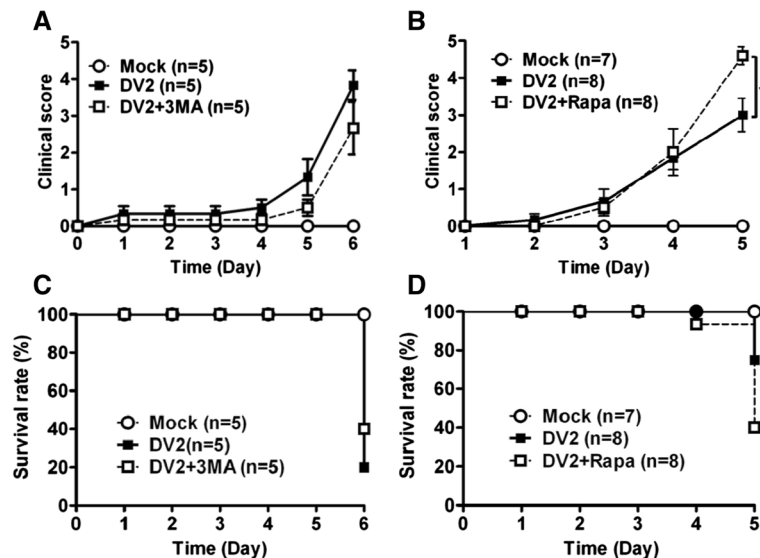 A
Clinical score
5
4
3
2
1
0
Mock (n=5)
DV2 (n=5)
DV2+3MA (n=5)
0 1 2 3 4 5 6
Time (Day)
B
Clinical score
5
4
3
2
1
0
Mock (n=7)
DV2 (n=8)
DV2+Rapa (n=8)
1 2 3 4 5
Time (Day)
C
Survival rate (%)
100
80
60
40
20
0
Mock (n=5)
DV2(n=5)
DV2+3MA (n=5)
0 1 2 3 4 5 6
Time (Day)
D
Survival rate (%)
100
80
60
40
20
0
Mock (n=7)
DV2 (n=8)
DV2+Rapa (n=8)
0 1 2 3 4 5
Time (Day)